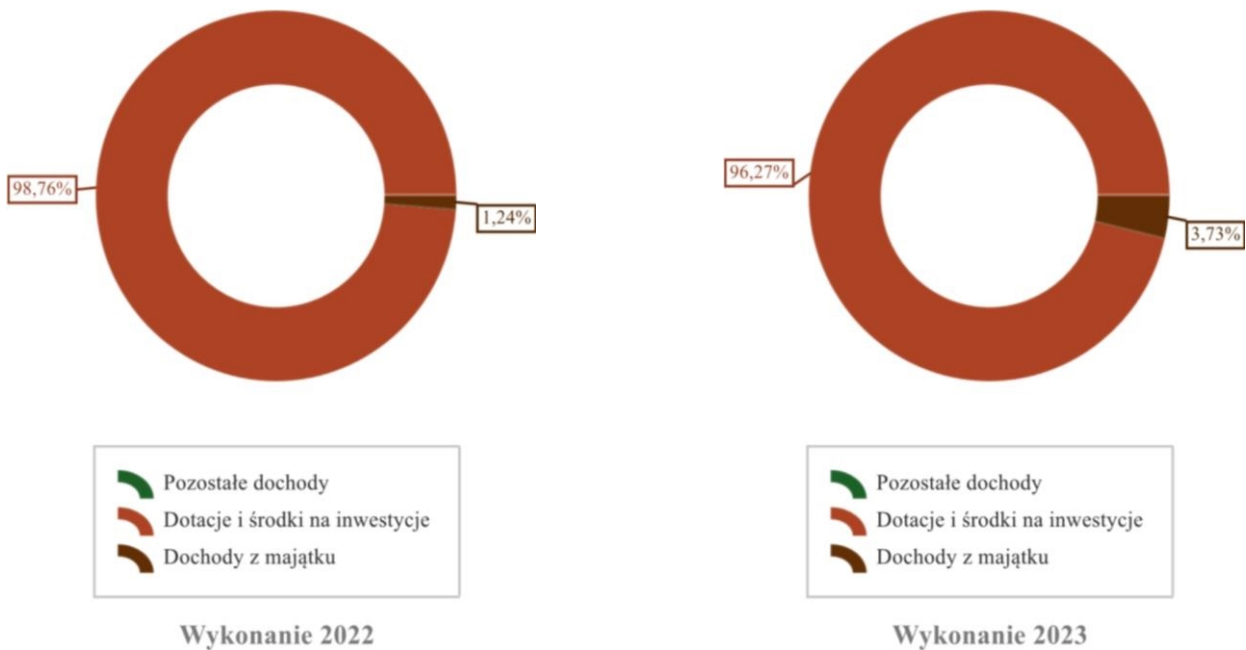 98,76%
1,24%
Pozostałe dochody
Dotacje i środki na inwestycje
Dochody z majątku
Wykonanie 2022
96,27%
3,73%
Pozostałe dochody
Dotacje i środki na inwestycje
Dochody z majątku
Wykonanie 2023